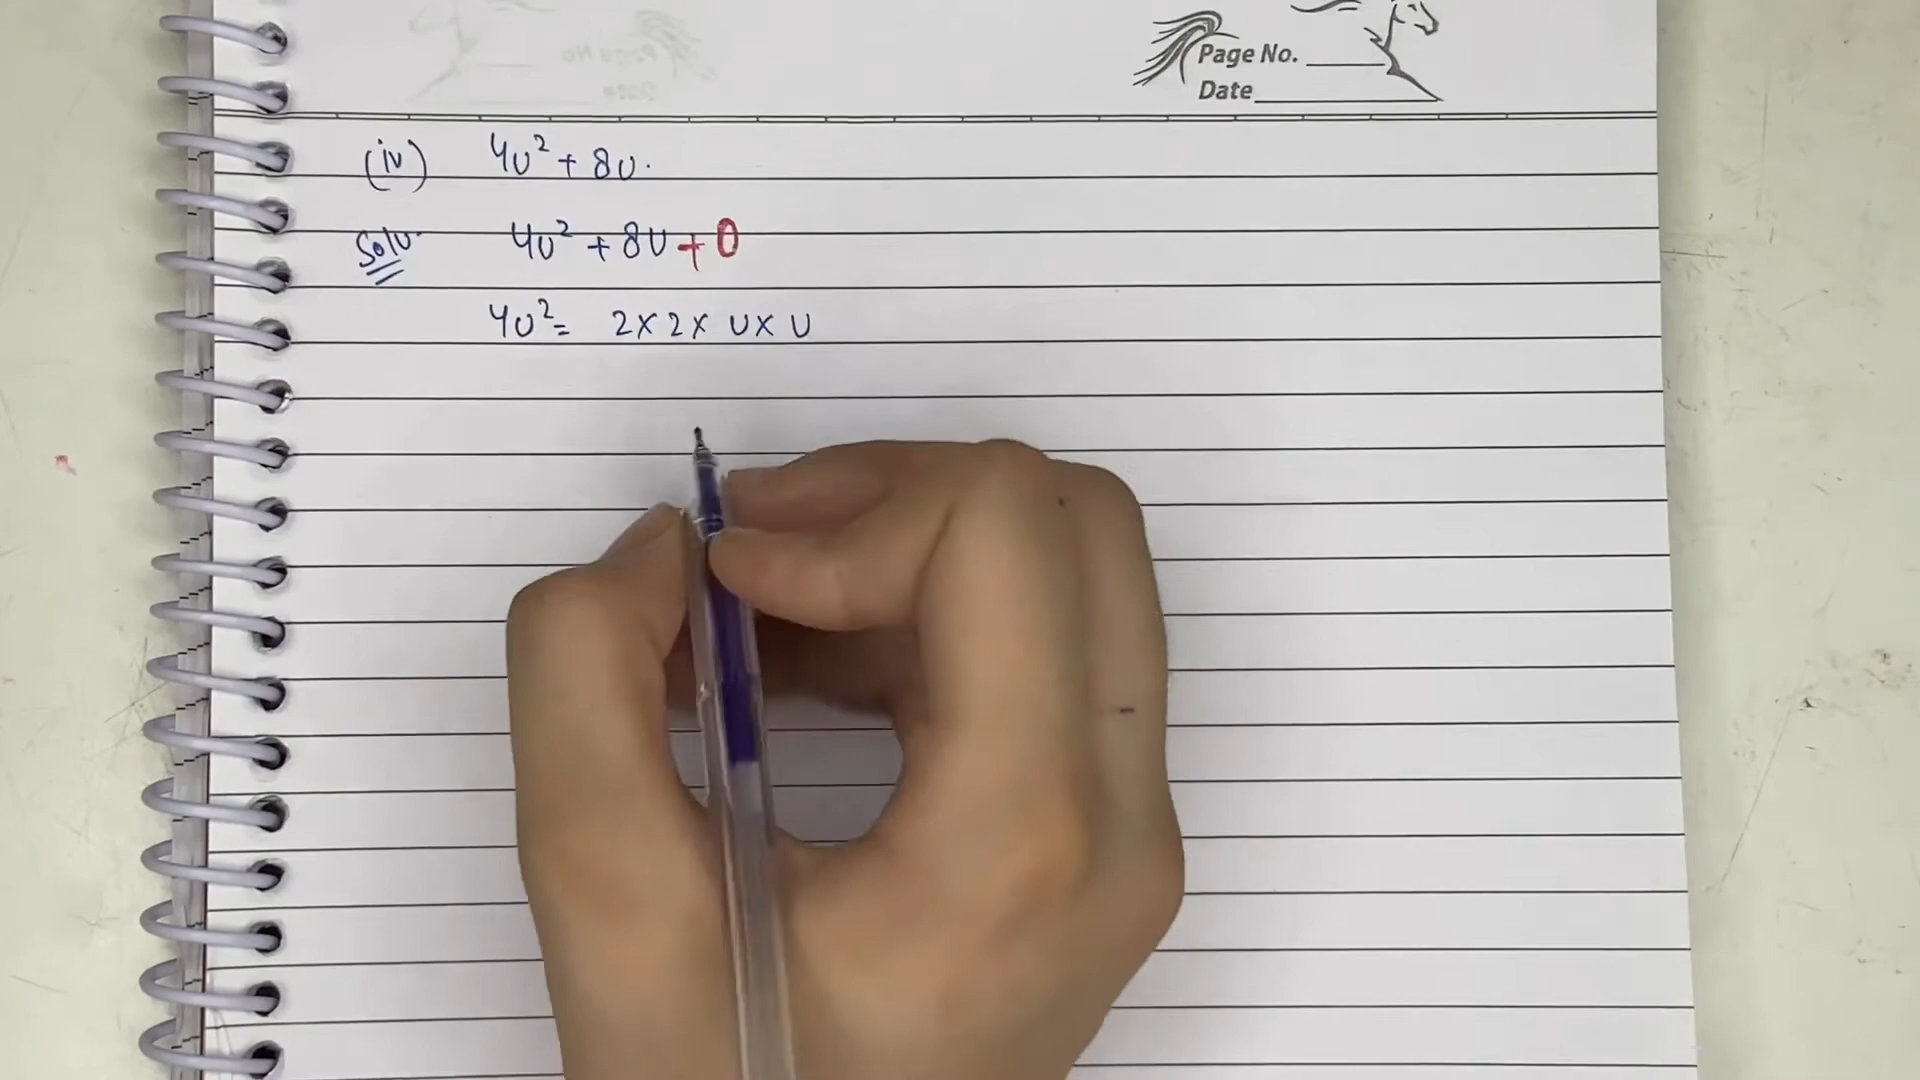 Page No.
Date
(iv) 4u² + 8u.
Solu. 4u² + 8u + 0
4u² = 2 × 2 × u × u